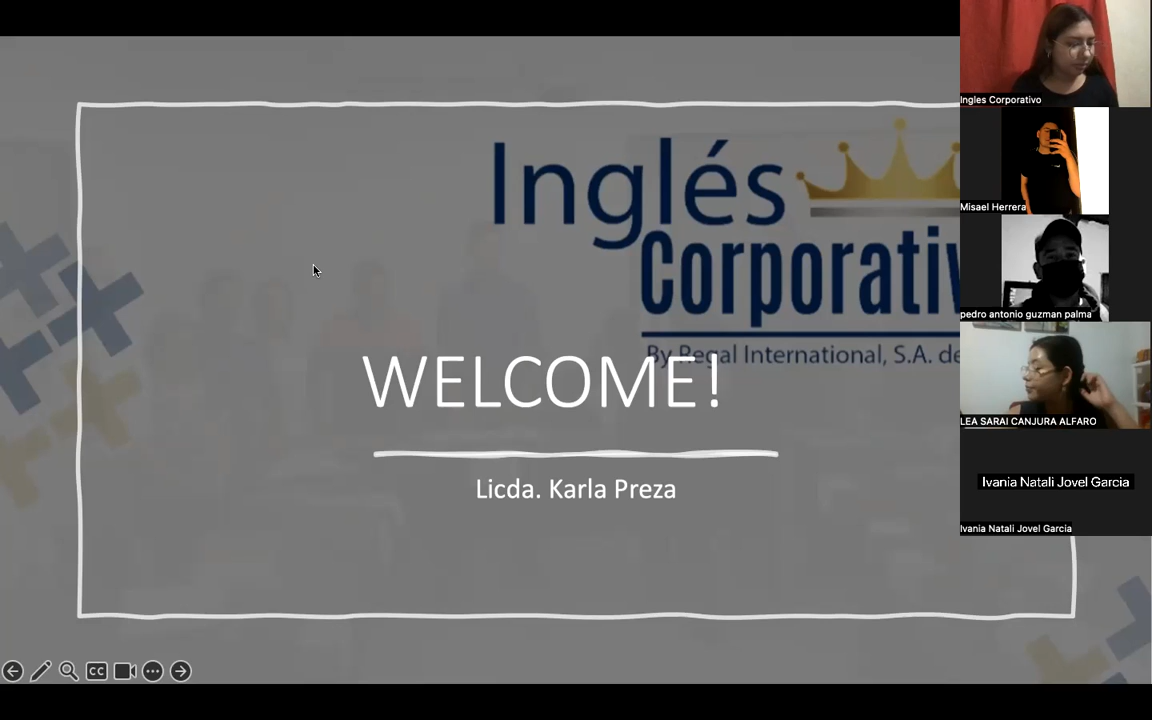 Inglés
Corporativ
By Regal International, S.A. de
WELCOME!
Licda. Karla Preza
Ingles Corporativo
Misael Herrera
pedro antonio guzman palma
LEA SARAI CANJURA ALFARO
Ivania Natali Jovel Garcia
Ivania Natali Jovel Garcia
CC